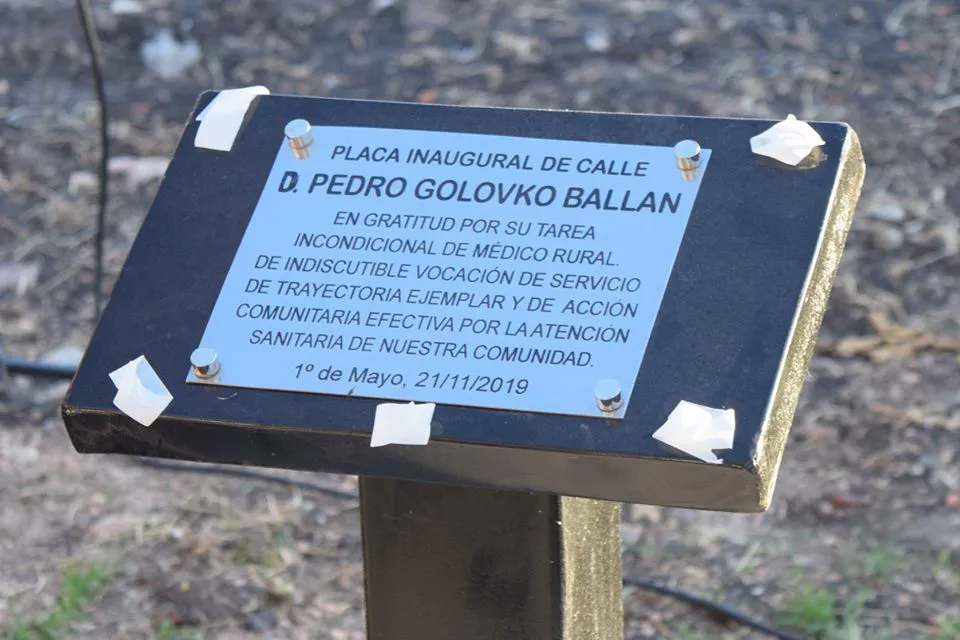 PLACA INAUGURAL DE CALLE
D. PEDRO GOLOVKO BALLAN
EN GRATITUD POR SU TAREA
INCONDICIONAL DE MÉDICO RURAL.
DE INDISCUTIBLE VOCACIÓN DE SERVICIO
DE TRAYECTORIA EJEMPLAR Y DE ACCIÓN
COMUNITARIA EFECTIVA POR LA ATENCIÓN
SANITARIA DE NUESTRA COMUNIDAD.
1º de Mayo, 21/11/2019